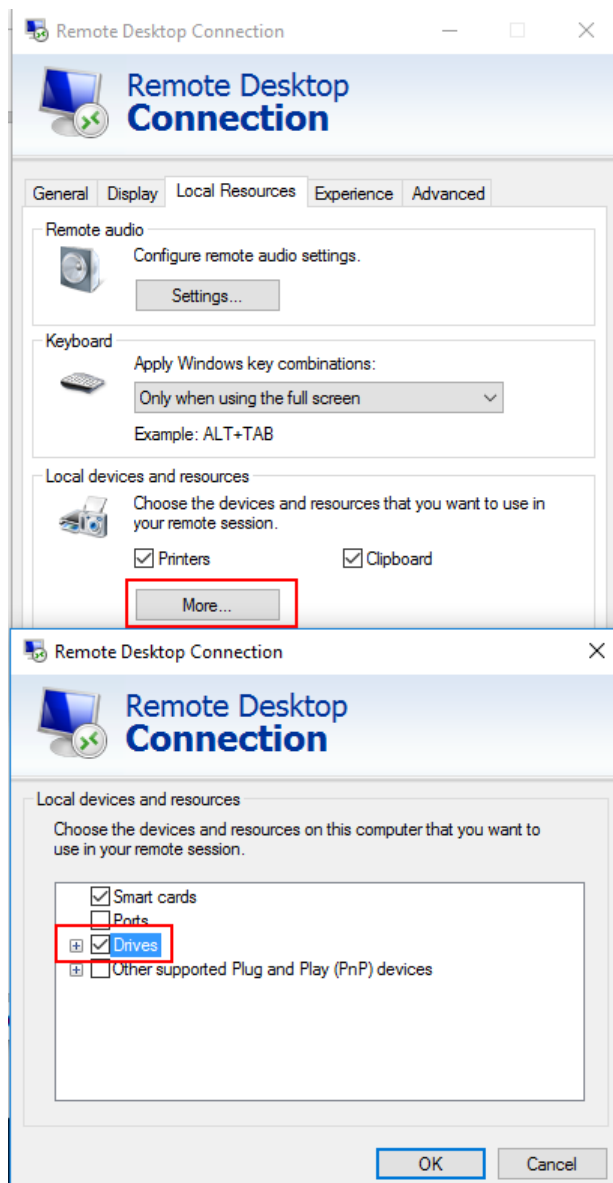 Remote Desktop Connection
Remote Desktop
Connection
General Display Local Resources Experience Advanced
Remote audio
Configure remote audio settings.
Settings...
Keyboard
Apply Windows key combinations:
Only when using the full screen
Example: ALT+TAB
Local devices and resources
Choose the devices and resources that you want to use in
your remote session.
Printers Clipboard
More...
Remote Desktop Connection
Remote Desktop
Connection
Local devices and resources
Choose the devices and resources on this computer that you want to
use in your remote session.
Smart cards
Ports
Drives
Other supported Plug and Play (PnP) devices
OK Cancel